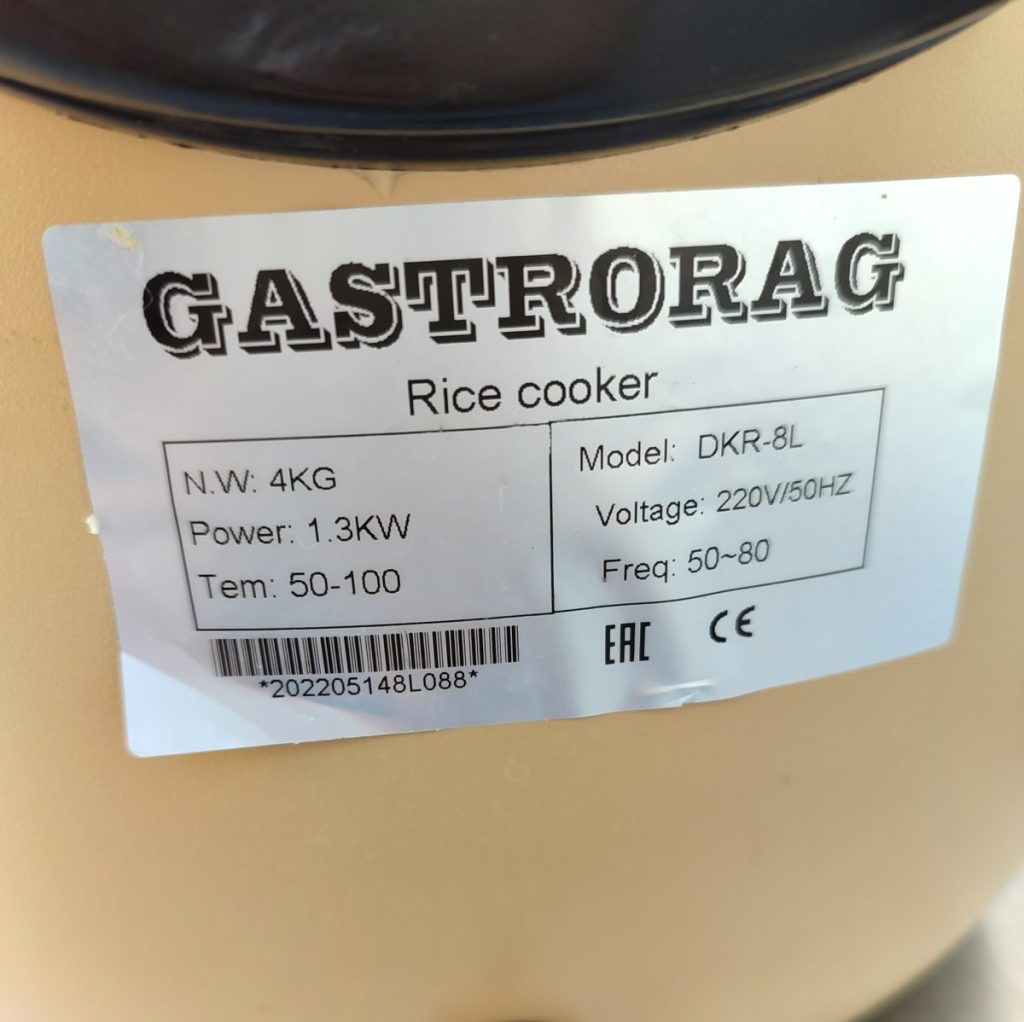 GASTRORAG
Rice cooker
N.W: 4KG
Power: 1.3KW
Tem: 50-100
Model: DKR-8L
Voltage: 220V/50HZ
Freq: 50~80
*202205148L088*
EAC CE